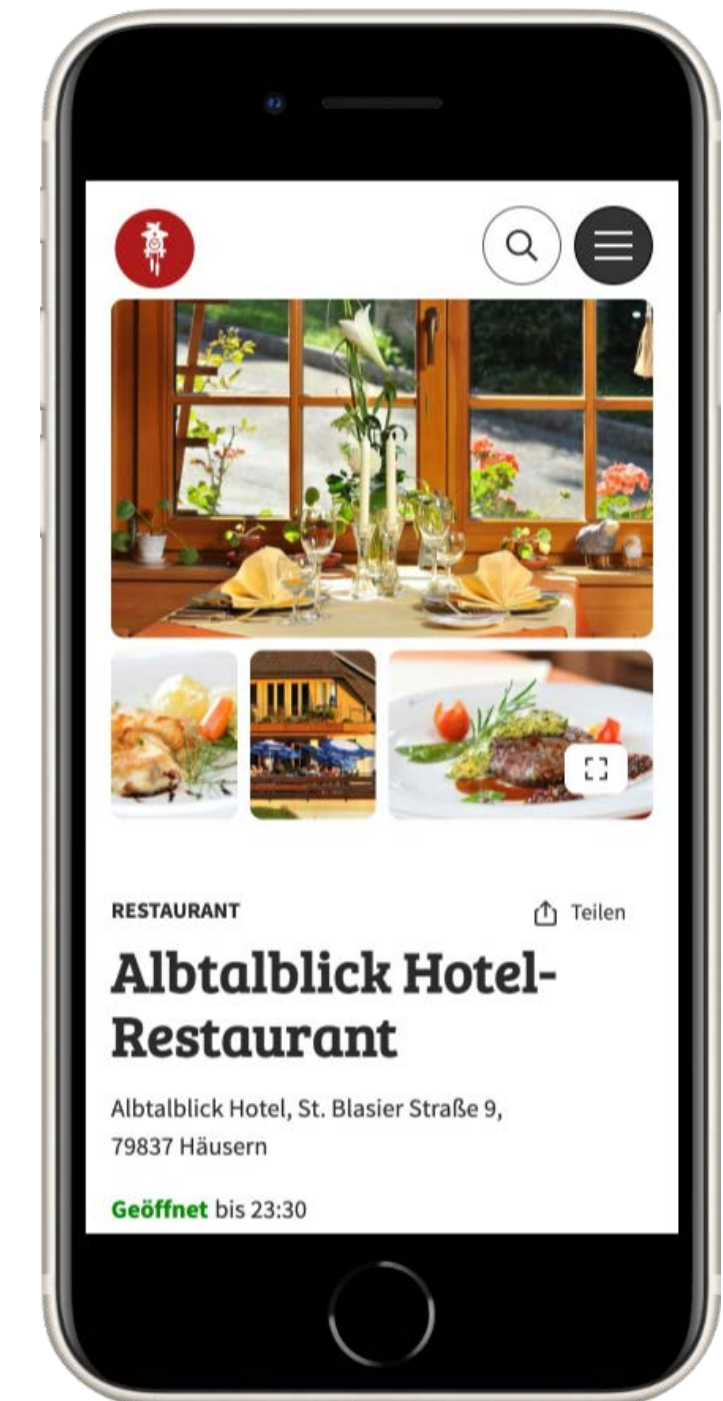 RESTAURANT
Teilen
Albtalblick Hotel-
Restaurant
Albtalblick Hotel, St. Blasier Straße 9,
79837 Häusern
Geöffnet bis 23:30